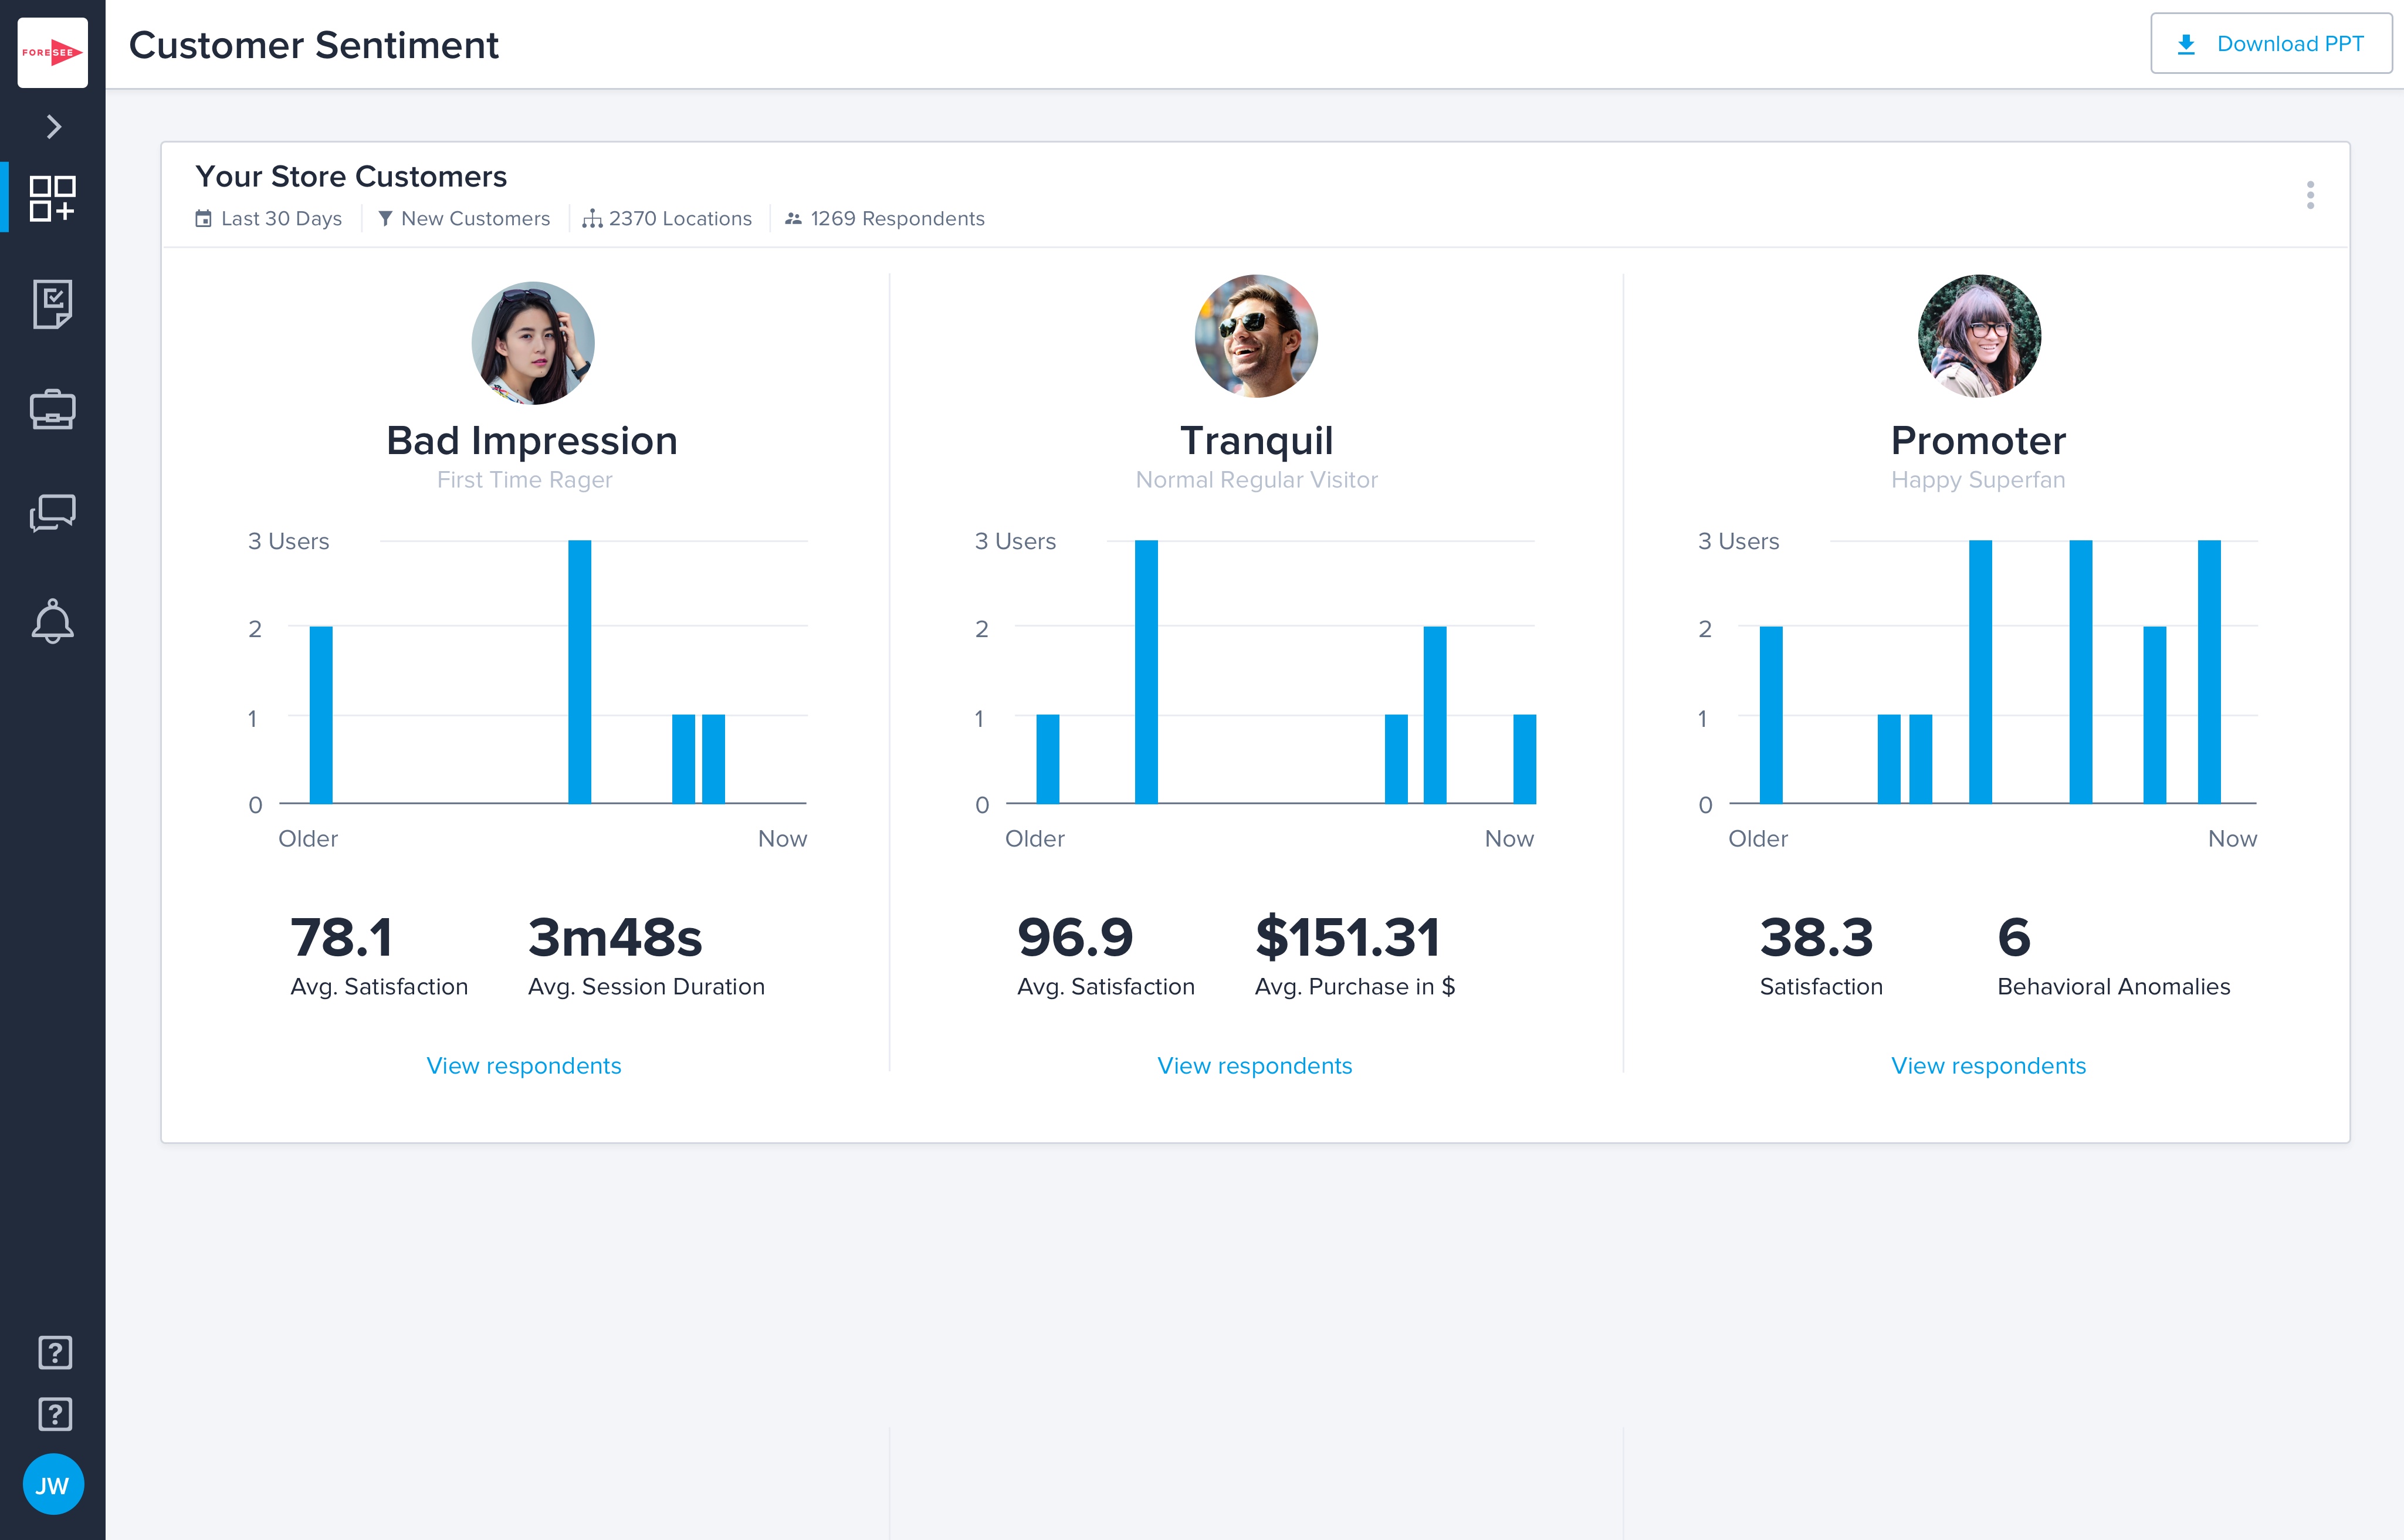 FORESEE
Customer Sentiment
Download PPT
Your Store Customers
Last 30 Days New Customers 2370 Locations 1269 Respondents
Bad Impression
First Time Rager
3 Users
2
1
0
Older Now
78.1 3m48s
Avg. Satisfaction Avg. Session Duration
View respondents
Tranquil
Normal Regular Visitor
3 Users
2
1
0
Older Now
96.9 $151.31
Avg. Satisfaction Avg. Purchase in $
View respondents
Promoter
Happy Superfan
3 Users
2
1
0
Older Now
38.3 6
Satisfaction Behavioral Anomalies
View respondents
?
?
JW